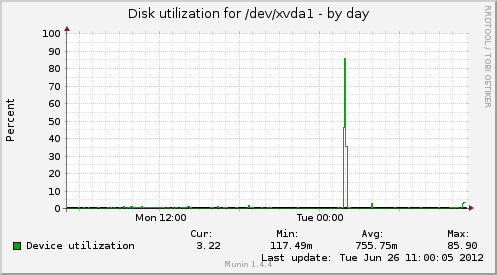 Disk utilization for /dev/xvda1 - by day
RRDTOOL / TOBI OETIKER
Percent
100
90
80
70
60
50
40
30
20
10
0
Mon 12:00 Tue 00:00
Cur: Min: Avg: Max:
Device utilization 3.22 117.49m 755.75m 85.90
Last update: Tue Jun 26 11:00:05 2012
Munin 1.4.4